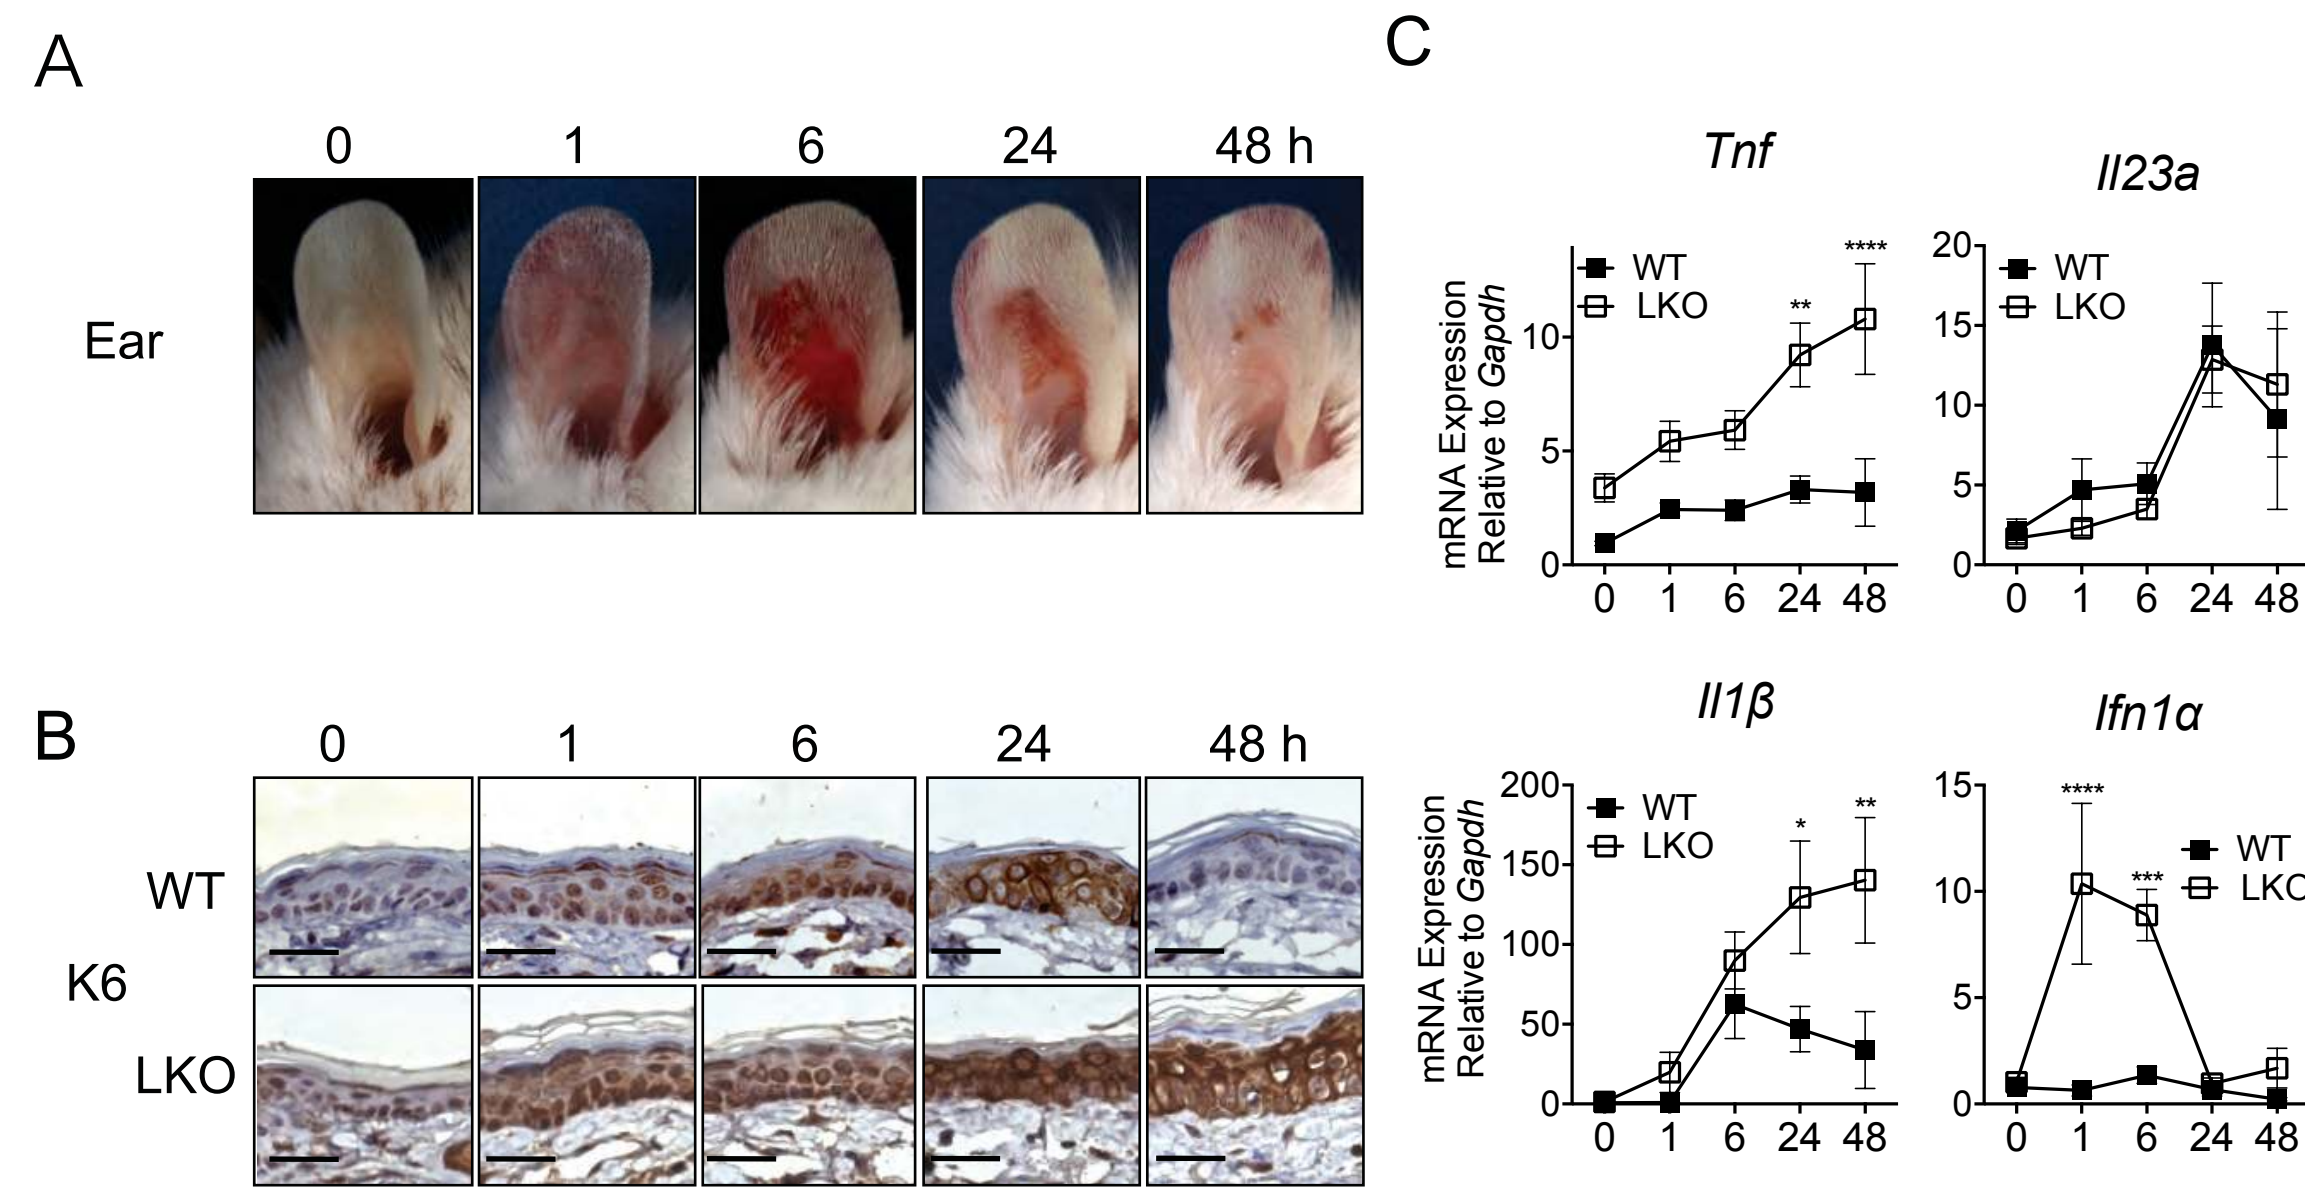 A
0 1 6 24 48 h
Ear
B
0 1 6 24 48 h
WT
K6
LKO
C
Tnf
mRNA Expression
Relative to Gapdh
WT
LKO
**
****
10
5
0
0 1 6 24 48
Il23a
WT
LKO
20
15
10
5
0
0 1 6 24 48
Il1β
mRNA Expression
Relative to Gapdh
WT
LKO
*
**
200
150
100
50
0
0 1 6 24 48
Ifn1α
****
***
WT
LKO
15
10
5
0
0 1 6 24 48